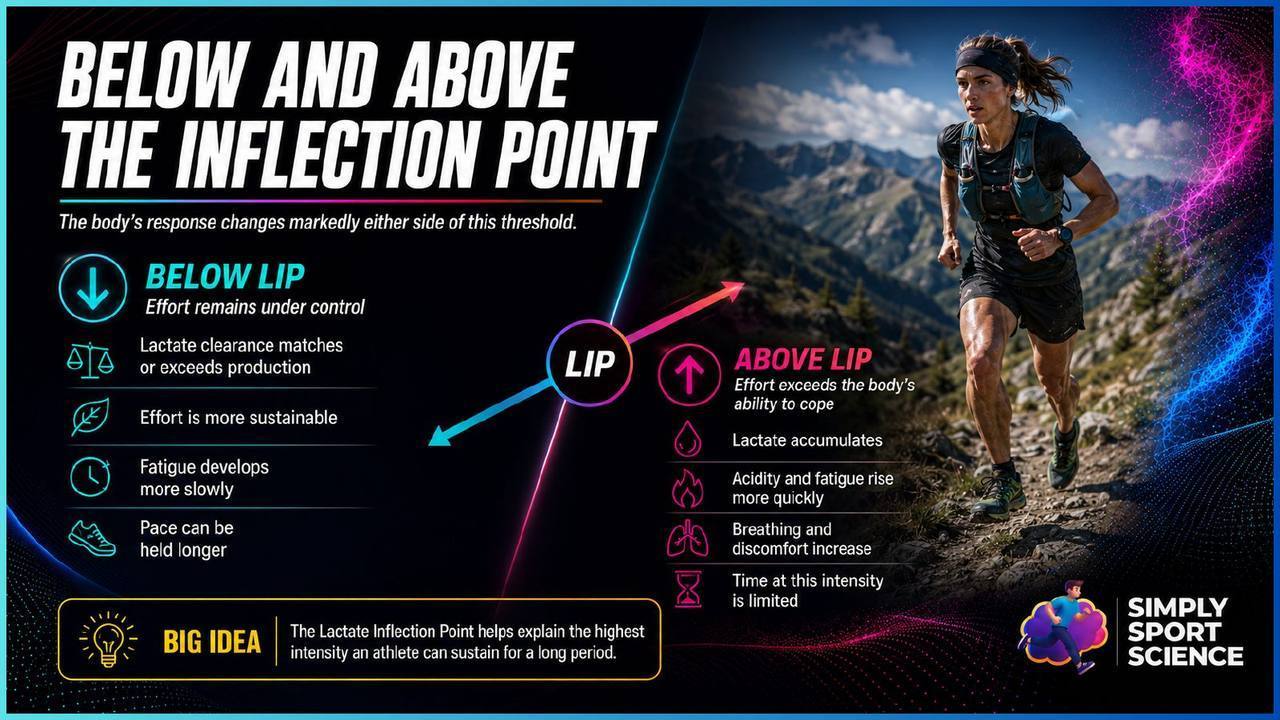 BELOW AND ABOVE
THE INFLECTION POINT
The body's response changes markedly either side of this threshold.
BELOW LIP
Effort remains under control
Lactate clearance matches
or exceeds production
Effort is more sustainable
Fatigue develops
more slowly
Pace can be
held longer
LIP
ABOVE LIP
Effort exceeds the body's
ability to cope
Lactate accumulates
Acidity and fatigue rise
more quickly
Breathing and
discomfort increase
Time at this intensity
is limited
BIG IDEA
The Lactate Inflection Point helps explain the highest
intensity an athlete can sustain for a long period.
SIMPLY
SPORT
SCIENCE